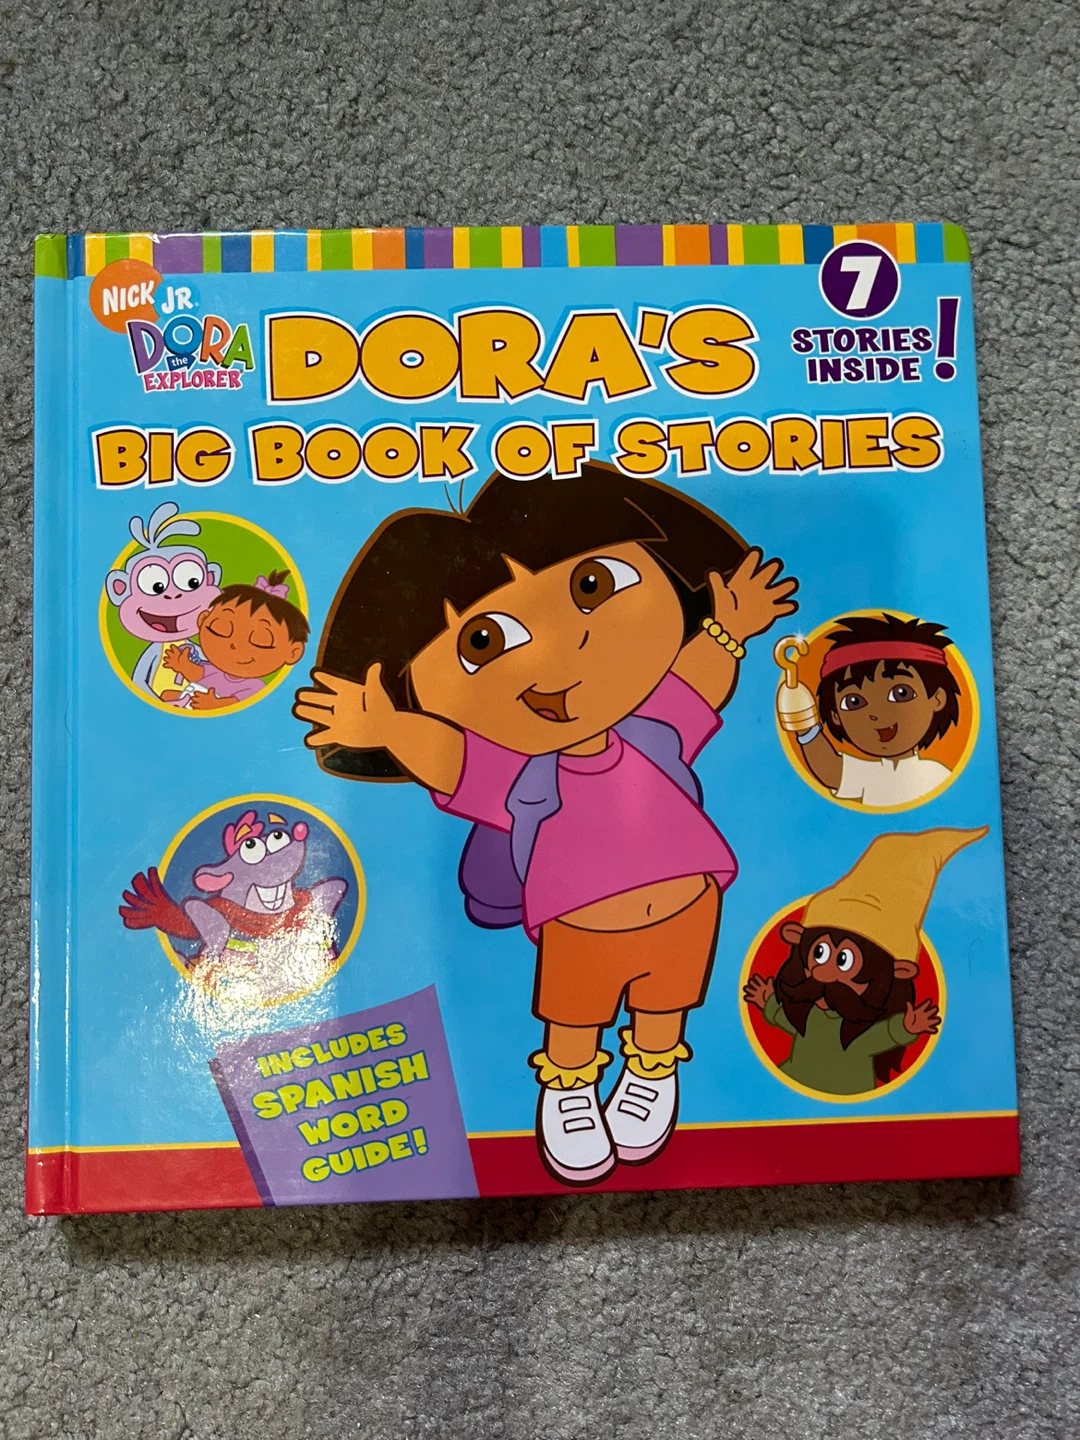 NICK JR.
DORA
the
EXPLORER
DORA'S
BIG BOOK OF STORIES
7
STORIES
INSIDE!
INCLUDES
SPANISH
WORD
GUIDE!